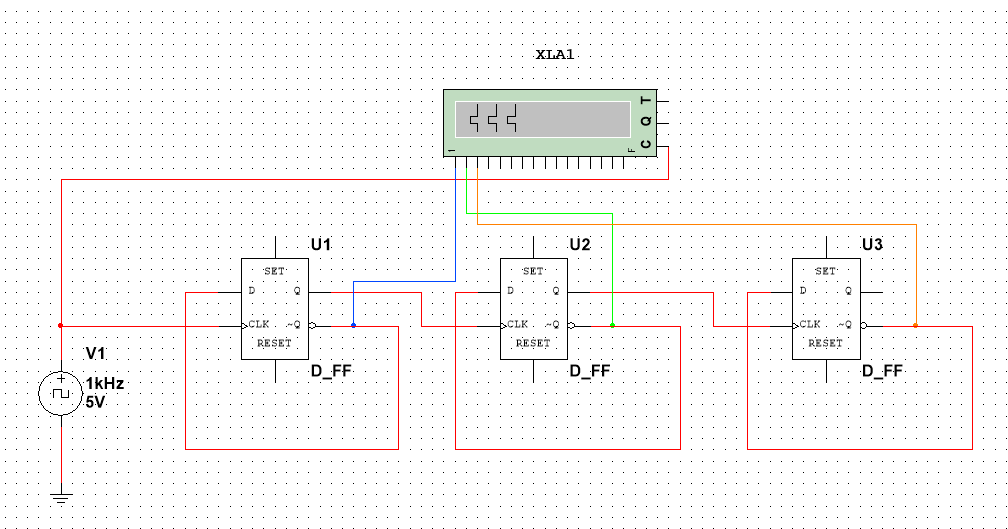 XLA1
T
Q
C
1
F
U1
U2
U3
SET
SET
SET
D Q
D Q
D Q
CLK ~Q
CLK ~Q
CLK ~Q
RESET
RESET
RESET
V1
D_FF
D_FF
D_FF
1kHz
5V